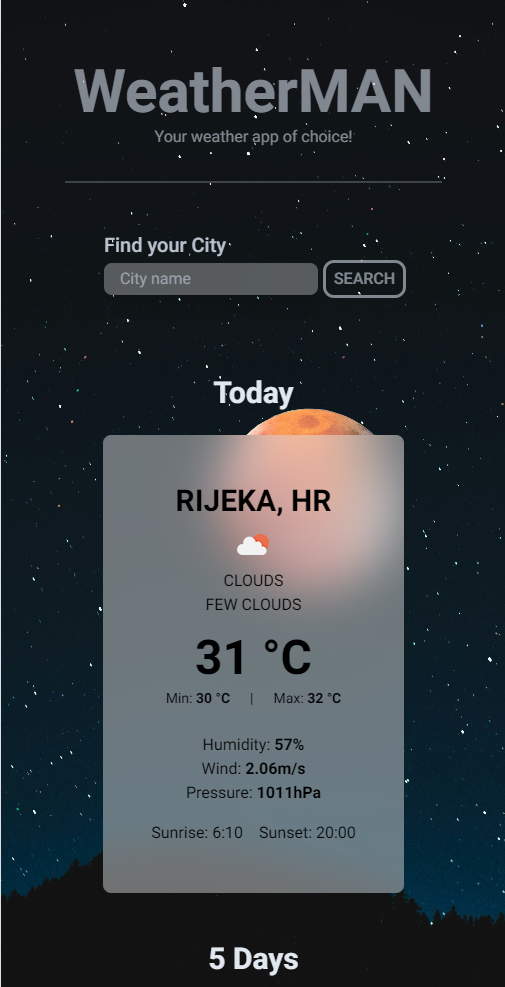 WeatherMAN
Your weather app of choice!
Find your City
City name SEARCH
Today
RIJEKA, HR
CLOUDS
FEW CLOUDS
31 °C
Min: 30 °C | Max: 32 °C
Humidity: 57%
Wind: 2.06m/s
Pressure: 1011hPa
Sunrise: 6:10 Sunset: 20:00
5 Days